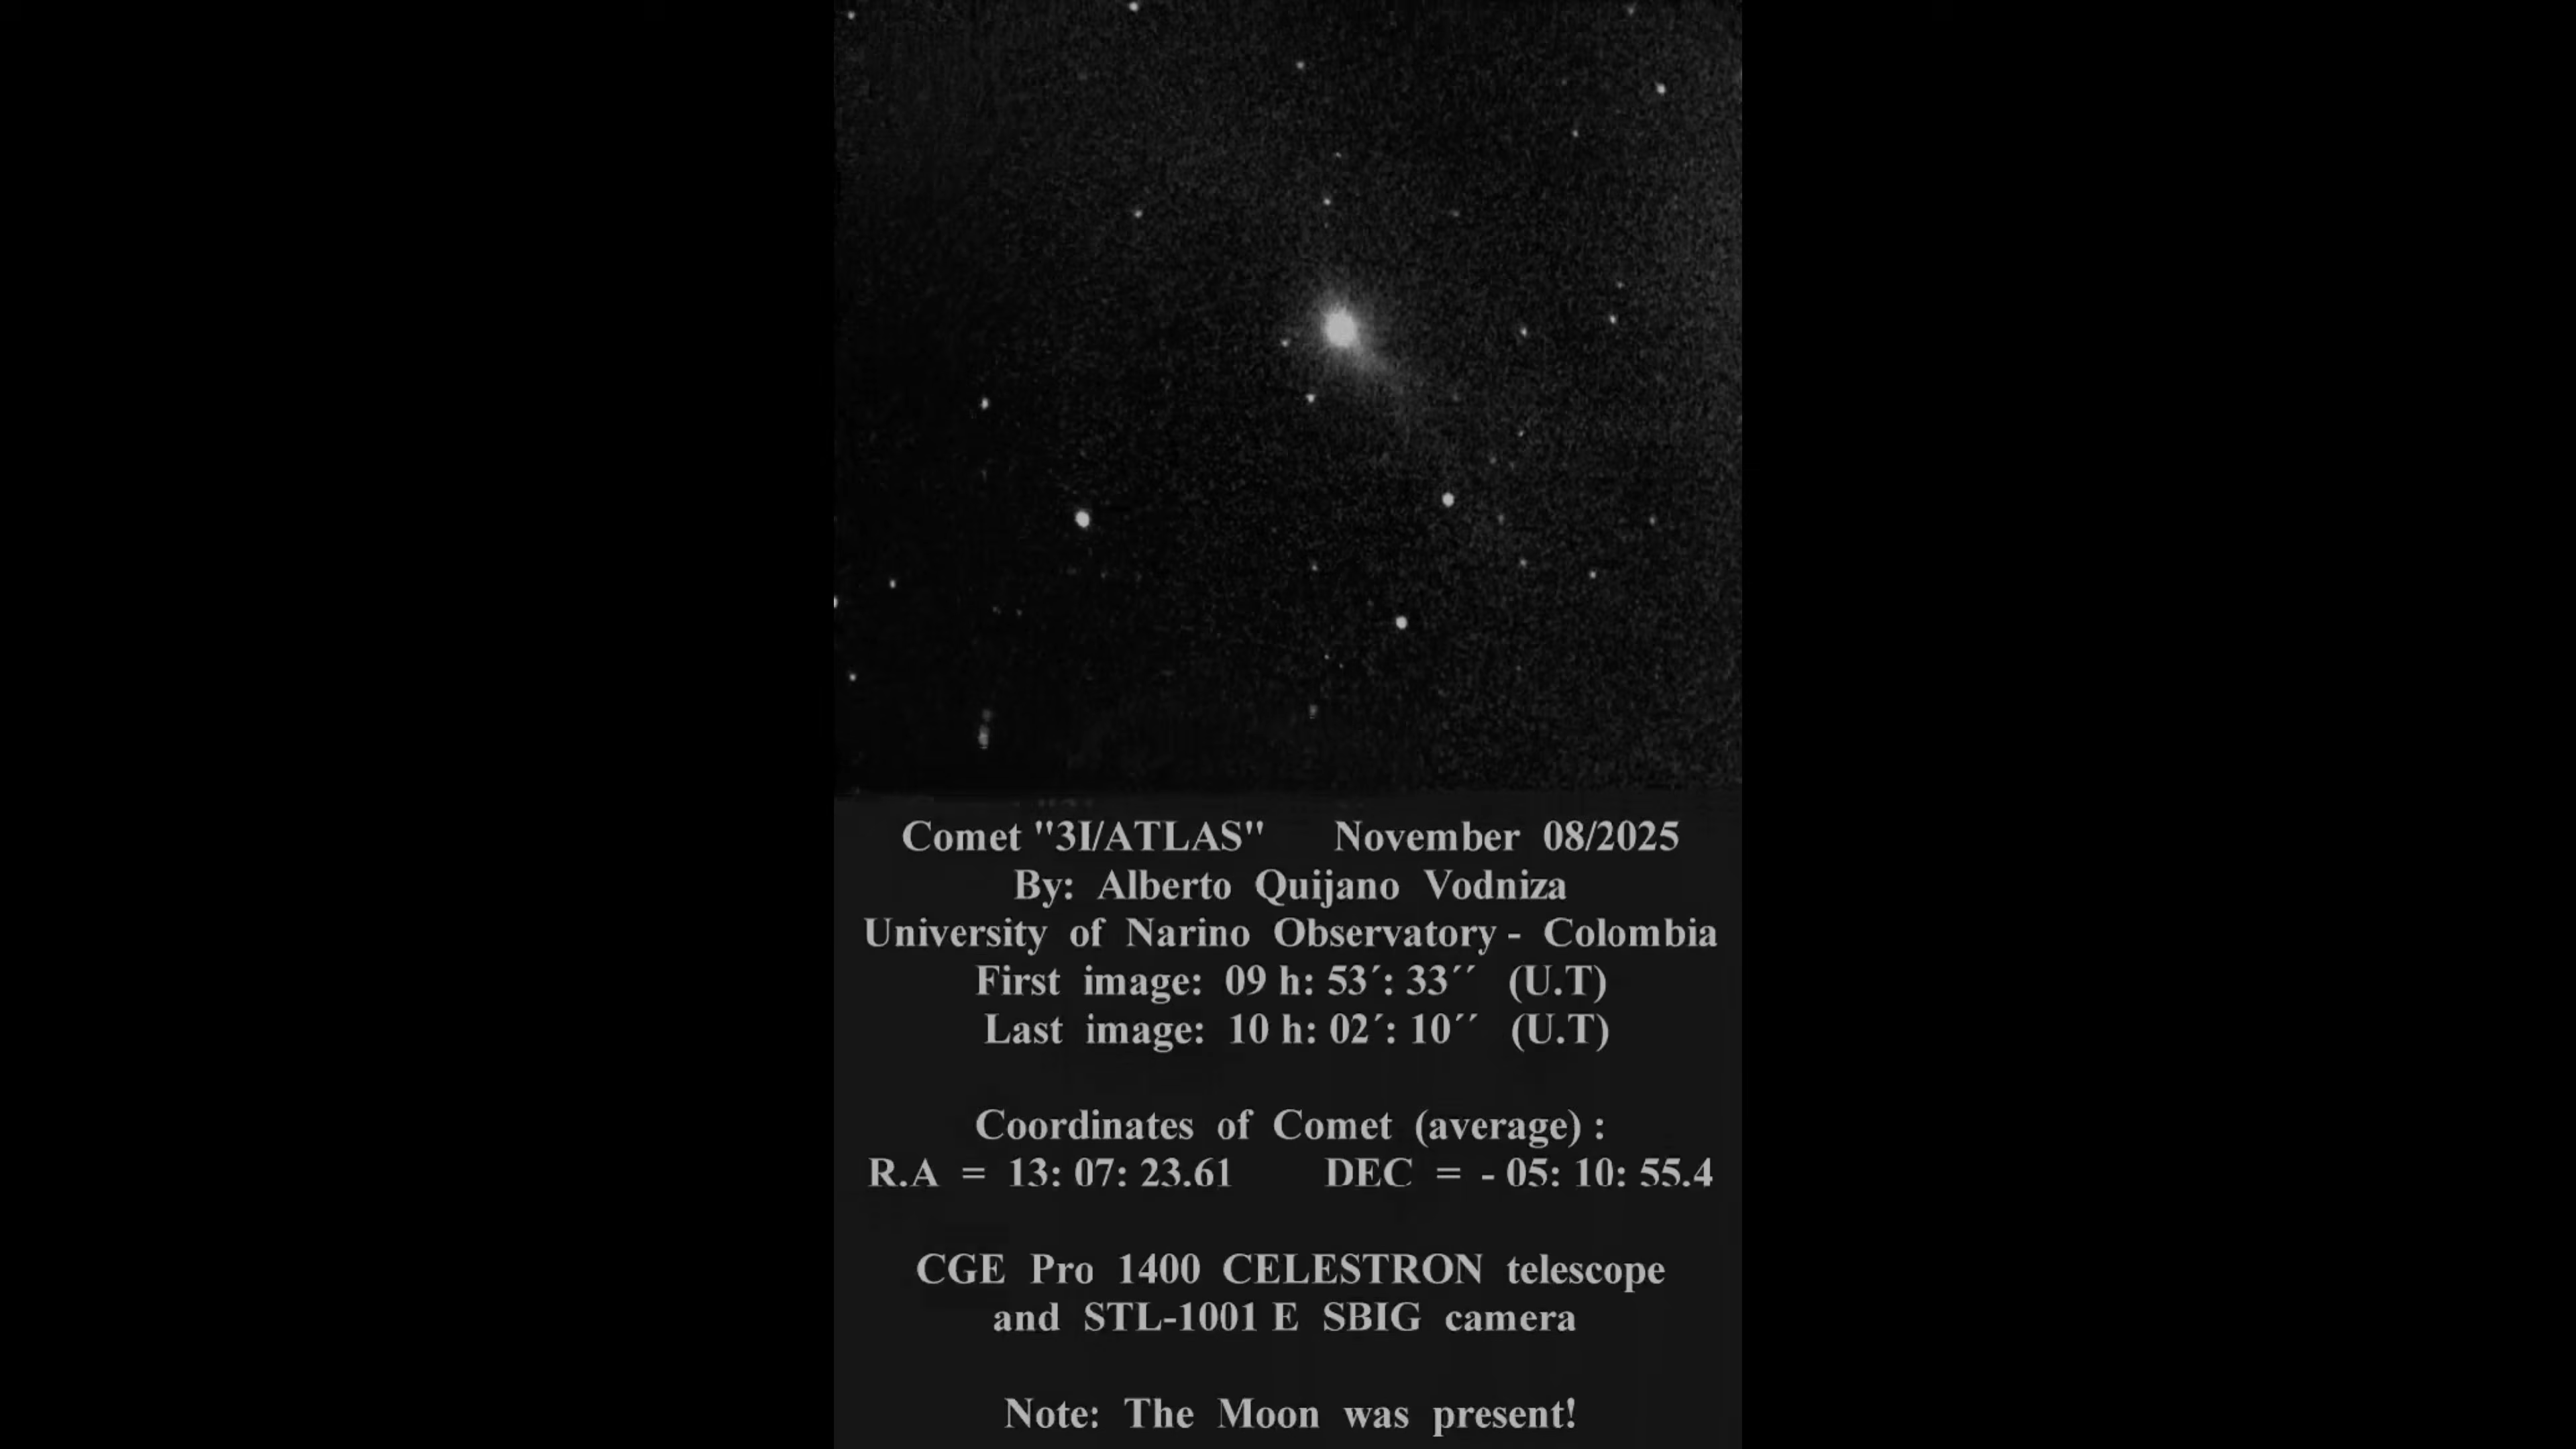 Comet "3I/ATLAS" November 08/2025
By: Alberto Quijano Vodniza
University of Narino Observatory - Colombia
First image: 09 h: 53´: 33´´ (U.T)
Last image: 10 h: 02´: 10´´ (U.T)
Coordinates of Comet (average) :
R.A = 13: 07: 23.61 DEC = - 05: 10: 55.4
CGE Pro 1400 CELESTRON telescope
and STL-1001 E SBIG camera
Note: The Moon was present!